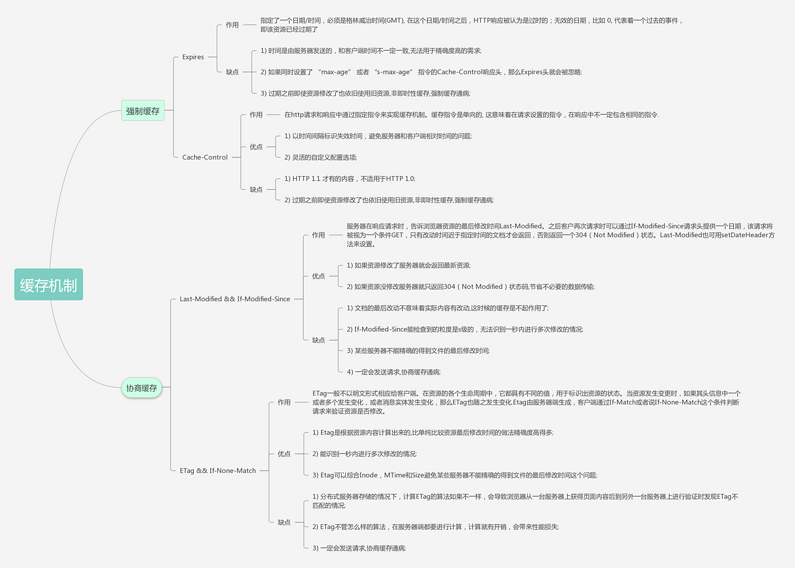 缓存机制
强制缓存
Expires
作用
指定了一个日期/时间，必须是格林威治时间(GMT), 在这个日期/时间之后，HTTP响应被认为是过时的；无效的日期，比如 0, 代表着一个过去的事件，
即该资源已经过期了
缺点
1) 时间是由服务器发送的，和客户端时间不一定一致,无法用于精确度高的需求;
2) 如果同时设置了 “max-age” 或者 “s-max-age” 指令的Cache-Control响应头，那么Expires头就会被忽略;
3) 过期之前即使资源修改了也依旧使用旧资源,非即时性缓存,强制缓存通病;
Cache-Control
作用
在http请求和响应中通过指定指令来实现缓存机制。缓存指令是单向的, 这意味着在请求设置的指令，在响应中不一定包含相同的指令.
优点
1) 以时间间隔标识失效时间，避免服务器和客户端相对时间的问题;
2) 灵活的自定义配置选项;
缺点
1) HTTP 1.1 才有的内容，不适用于HTTP 1.0;
2) 过期之前即使资源修改了也依旧使用旧资源,非即时性缓存,强制缓存通病;
协商缓存
Last-Modified && If-Modified-Since
作用
服务器在响应请求时，告诉浏览器资源的最后修改时间Last-Modified。之后客户再次请求时可以通过If-Modified-Since请求头提供一个日期，该请求将
被视为一个条件GET，只有改动时间迟于指定时间的文档才会返回，否则返回一个304（Not Modified）状态。Last-Modified也可用setDateHeader方
法来设置。
优点
1) 如果资源修改了服务器就会返回最新资源;
2) 如果资源没修改服务器就只返回304（Not Modified）状态码,节省不必要的数据传输;
缺点
1) 文档的最后改动不意味着实际内容有改动,这时候的缓存是不起作用了;
2) If-Modified-Since能检查到的粒度是s级的，无法识别一秒内进行多次修改的情况;
3) 某些服务器不能精确的得到文件的最后修改时间;
4) 一定会发送请求,协商缓存通病;
ETag && If-None-Match
作用
ETag一般不以明文形式相应给客户端。在资源的各个生命周期中，它都具有不同的值，用于标识出资源的状态。当资源发生变更时，如果其头信息中一个
或者多个发生变化，或者消息实体发生变化，那么ETag也随之发生变化.ETag由服务器端生成，客户端通过If-Match或者说If-None-Match这个条件判断
请求来验证资源是否修改。
优点
1) Etag是根据资源内容计算出来的,比单纯比较资源最后修改时间的做法精确度高得多;
2) 能识别一秒内进行多次修改的情况;
3) Etag可以综合Inode，MTime和Size避免某些服务器不能精确的得到文件的最后修改时间这个问题;
缺点
1) 分布式服务器存储的情况下，计算ETag的算法如果不一样，会导致浏览器从一台服务器上获得页面内容后到另外一台服务器上进行验证时发现ETag不
匹配的情况;
2) ETag不管怎么样的算法，在服务器端都要进行计算，计算就有开销，会带来性能损失;
3) 一定会发送请求,协商缓存通病;